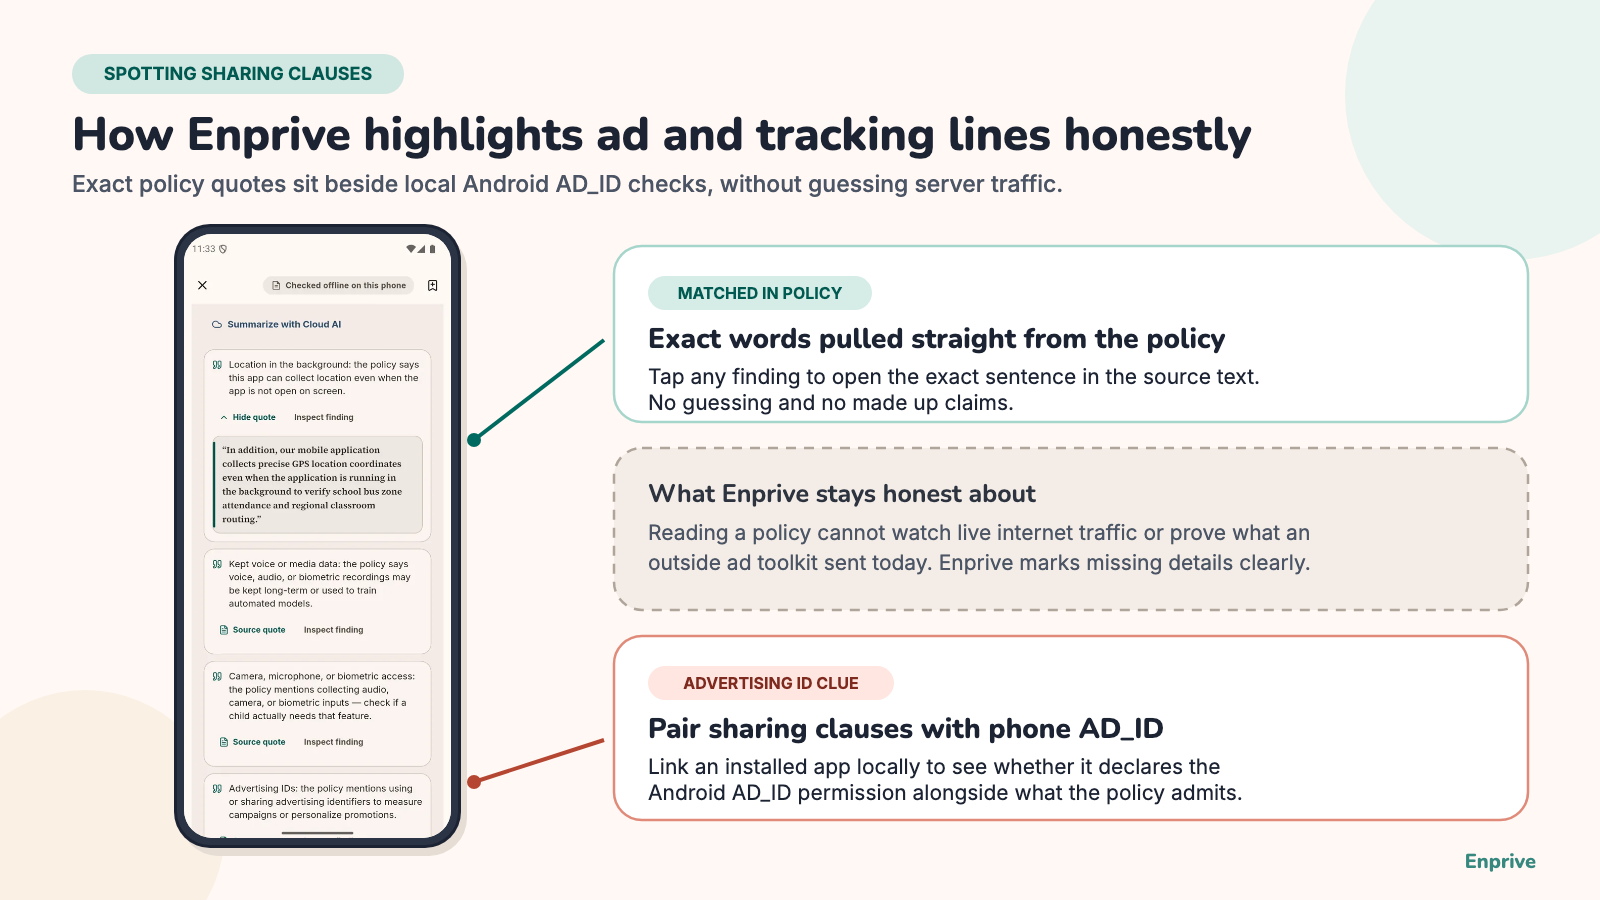 SPOTTING SHARING CLAUSES
How Enprive highlights ad and tracking lines honestly
Exact policy quotes sit beside local Android AD_ID checks, without guessing server traffic.
11:33
Checked offline on this phone
Summarize with Cloud AI
Location in the background: the policy says
this app can collect location even when the
app is not open on screen.
Hide quote Inspect finding
“In addition, our mobile application
collects precise GPS location coordinates
even when the application is running in
the background to verify school bus zone
attendance and regional classroom
routing.”
Kept voice or media data: the policy says
voice, audio, or biometric recordings may
be kept long-term or used to train
automated models.
Source quote Inspect finding
Camera, microphone, or biometric access:
the policy mentions collecting audio,
camera, or biometric inputs — check if a
child actually needs that feature.
Source quote Inspect finding
Advertising IDs: the policy mentions using
or sharing advertising identifiers to measure
campaigns or personalize promotions.
MATCHED IN POLICY
Exact words pulled straight from the policy
Tap any finding to open the exact sentence in the source text.
No guessing and no made up claims.
What Enprive stays honest about
Reading a policy cannot watch live internet traffic or prove what an
outside ad toolkit sent today. Enprive marks missing details clearly.
ADVERTISING ID CLUE
Pair sharing clauses with phone AD_ID
Link an installed app locally to see whether it declares the
Android AD_ID permission alongside what the policy admits.
Enprive